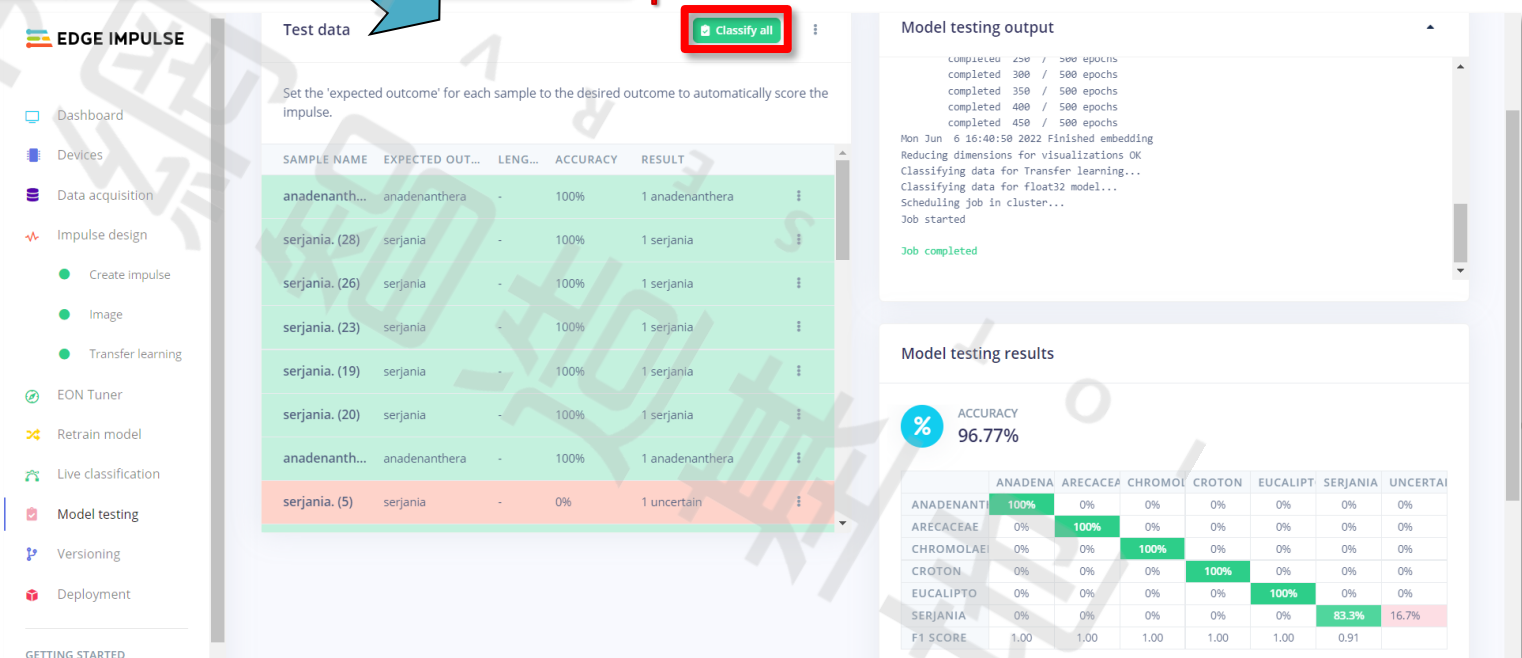 EDGE IMPULSE
Dashboard
Devices
Data acquisition
Impulse design
Create impulse
Image
Transfer learning
EON Tuner
Retrain model
Live classification
Model testing
Versioning
Deployment
GETTING STARTED
Test data
Classify all
Set the 'expected outcome' for each sample to the desired outcome to automatically score the
impulse.
SAMPLE NAME EXPECTED OUT... LENG... ACCURACY RESULT
anadenanth... anadenanthera - 100% 1 anadenanthera
serjania. (28) serjania - 100% 1 serjania
serjania. (26) serjania - 100% 1 serjania
serjania. (23) serjania - 100% 1 serjania
serjania. (19) serjania - 100% 1 serjania
serjania. (20) serjania - 100% 1 serjania
anadenanth... anadenanthera - 100% 1 anadenanthera
serjania. (5) serjania - 0% 1 uncertain
Model testing output
completed 250 / 500 epochs
completed 300 / 500 epochs
completed 350 / 500 epochs
completed 400 / 500 epochs
completed 450 / 500 epochs
Mon Jun 6 16:40:50 2022 Finished embedding
Reducing dimensions for visualizations OK
Classifying data for Transfer learning...
Classifying data for float32 model...
Scheduling job in cluster...
Job started
Job completed
Model testing results
%
ACCURACY
96.77%
ANADENA ARECACEA CHROMOL CROTON EUCALIPT SERJANIA UNCERTAI
ANADENANTH 100% 0% 0% 0% 0% 0% 0%
ARECACEAE 0% 100% 0% 0% 0% 0% 0%
CHROMOLAE 0% 0% 100% 0% 0% 0% 0%
CROTON 0% 0% 0% 100% 0% 0% 0%
EUCALIPTO 0% 0% 0% 0% 100% 0% 0%
SERJANIA 0% 0% 0% 0% 0% 83.3% 16.7%
F1 SCORE 1.00 1.00 1.00 1.00 1.00 0.91